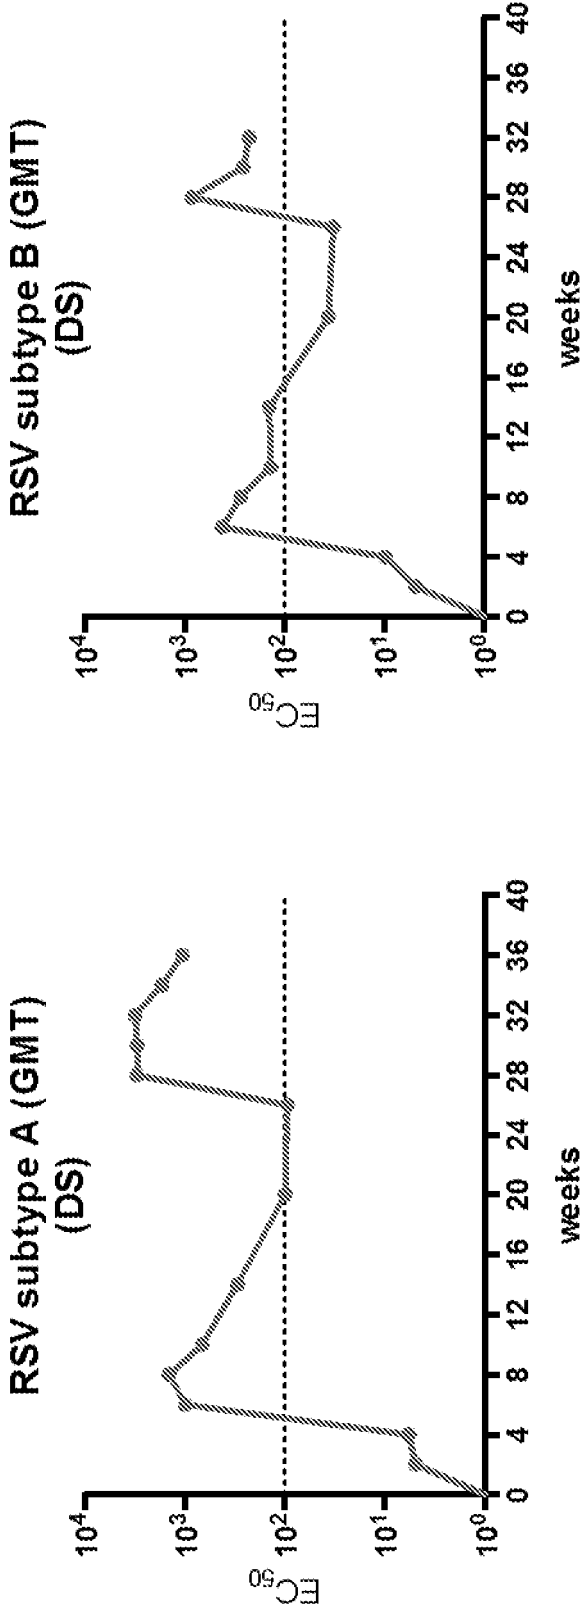 RSV subtype A (GMT)
(DS)
EC50
10^4
10^3
10^2
10^1
10^0
0 4 8 12 16 20 24 28 32 36 40
weeks
RSV subtype B (GMT)
(DS)
EC50
10^4
10^3
10^2
10^1
10^0
0 4 8 12 16 20 24 28 32 36 40
weeks